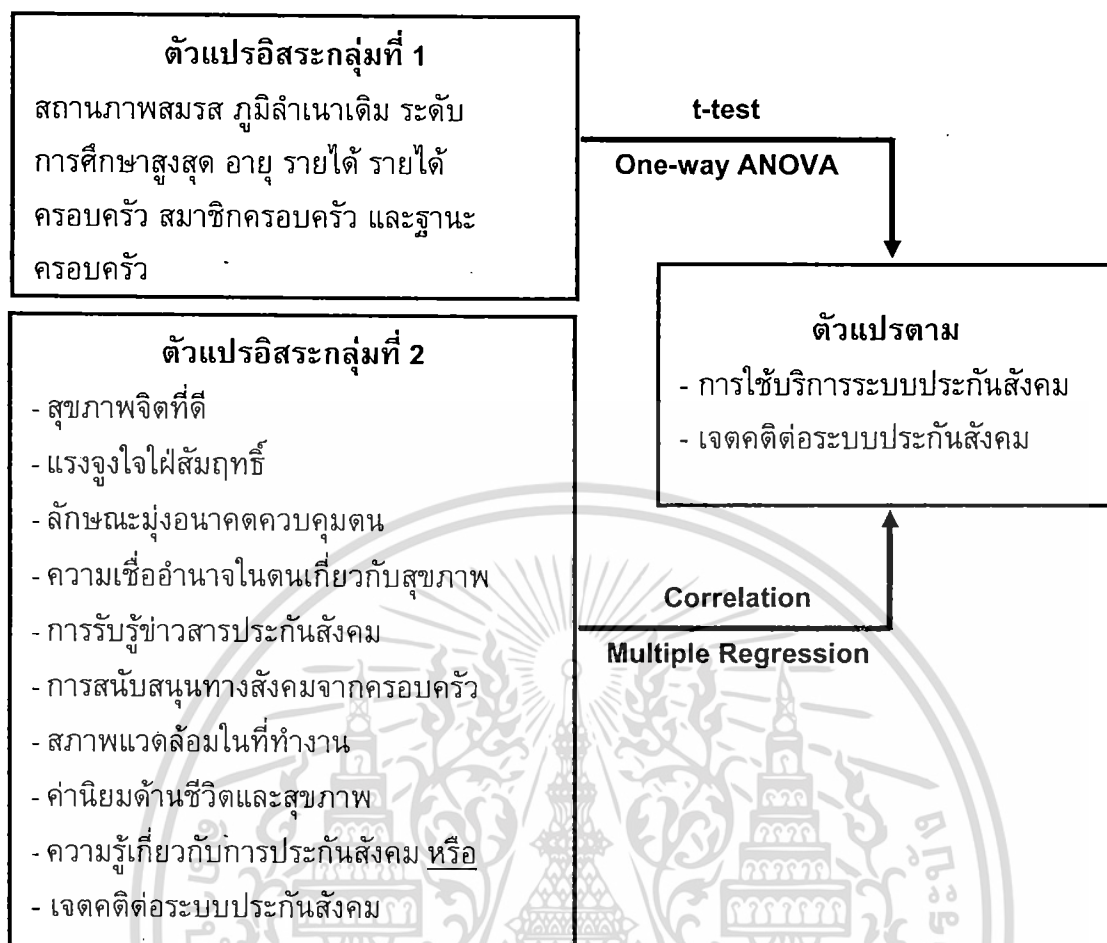 ตัวแปรอิสระกลุ่มที่ 1
สถานภาพสมรส ภูมิลำเนาเดิม ระดับ
การศึกษาสูงสุด อายุ รายได้ รายได้
ครอบครัว สมาชิกครอบครัว และฐานะ
ครอบครัว
t-test
One-way ANOVA
ตัวแปรตาม
- การใช้บริการระบบประกันสังคม
- เจตคติต่อระบบประกันสังคม
ตัวแปรอิสระกลุ่มที่ 2
- สุขภาพจิตที่ดี
- แรงจูงใจใฝ่สัมฤทธิ์
- ลักษณะมุ่งอนาคตควบคุมตน
- ความเชื่ออำนาจในตนเกี่ยวกับสุขภาพ
- การรับรู้ข่าวสารประกันสังคม
- การสนับสนุนทางสังคมจากครอบครัว
- สภาพแวดล้อมในที่ทำงาน
- ค่านิยมด้านชีวิตและสุขภาพ
- ความรู้เกี่ยวกับการประกันสังคม หรือ
- เจตคติต่อระบบประกันสังคม
Correlation
Multiple Regression